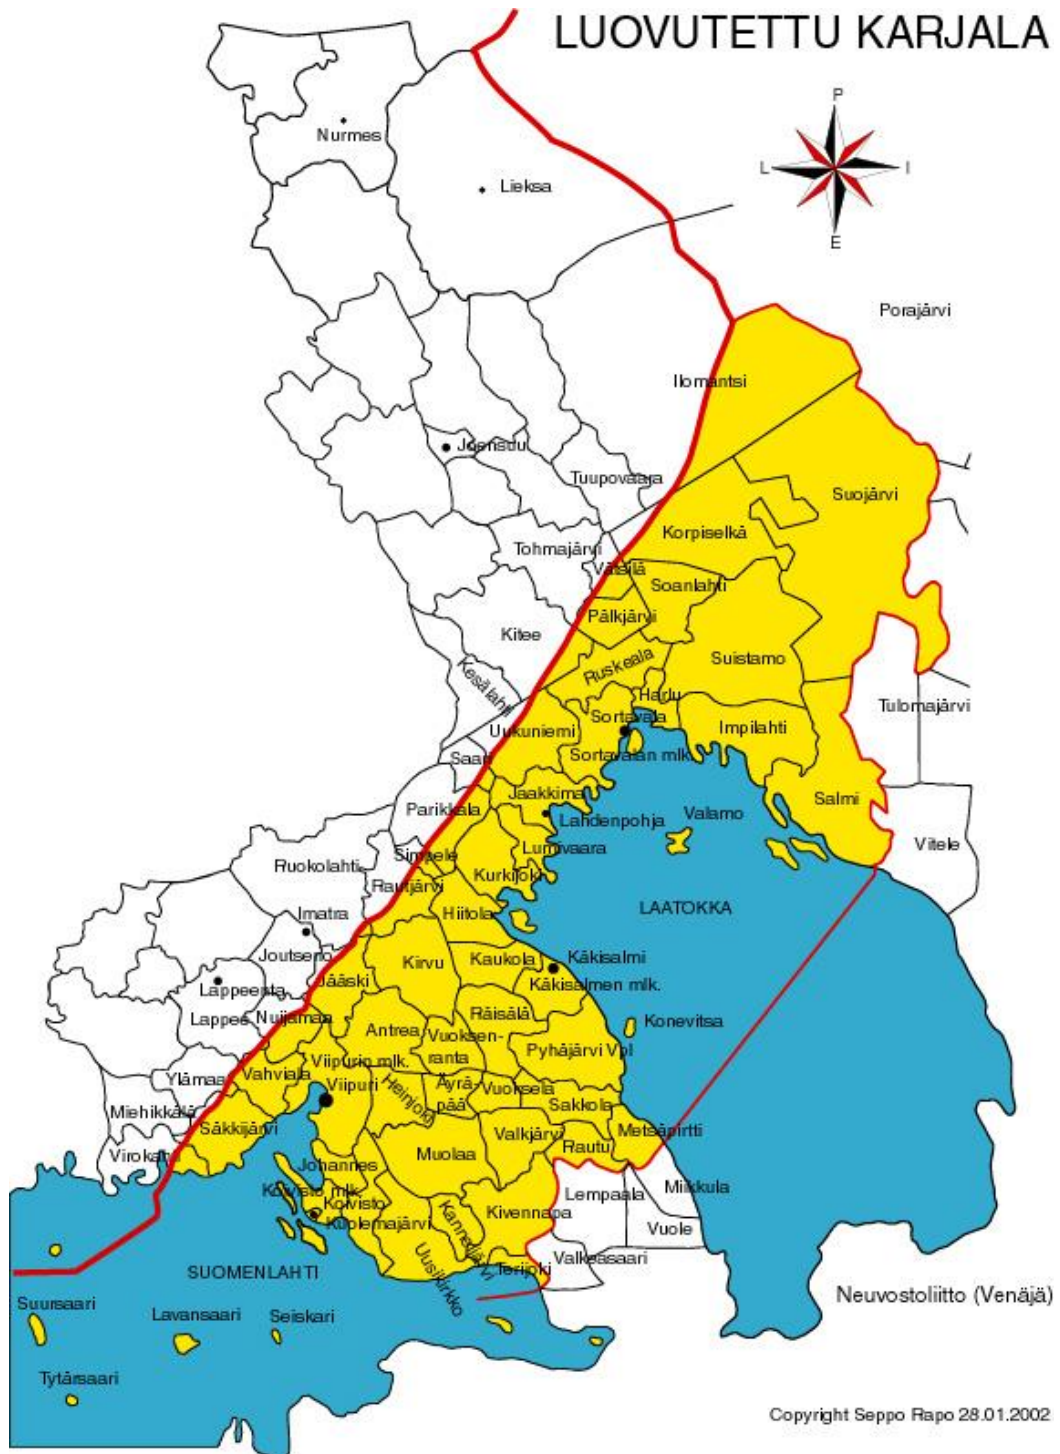 LUOVUTETTU KARJALA
P
L
I
E
Nurmes
Lieksa
Porajärvi
Ilomantsi
Joensuu
Tuupovaara
Suojärvi
Korpiselkä
Tohmajärvi
Värtsilä
Soanlahti
Pälkjärvi
Kitee
Suistamo
Ruskeala
Kesälahti
Harlu
Tulomajärvi
Sortavala
Impilahti
Uukuniemi
Sortavalan mlk.
Saari
Jaakkima
Salmi
Parikkala
Lahdenpohja
Valamo
Lumivaara
Vitele
Simpele
Ruokolahti
Kurkijoki
Rautjärvi
LAATOKKA
Hiitola
Imatra
Joutseno
Kirvu
Kaukola
Käkisalmi
Jääski
Käkisalmen mlk.
Lappeenta
Räisälä
Lappee
Nuijamaa
Konevitsa
Antrea
Vuoksen-
ranta
Pyhäjärvi Vpl
Viipurin mlk.
Vahviala
Ylämaa
Viipuri
Heinjoki
Äyrä-
pää
Vuoksela
Sakkola
Miehikkälä
Säkkijärvi
Valkjärvi
Metsäpirtti
Rautu
Virolahti
Muolaa
Johannes
Koivisto mlk.
Lempaala
Miikkula
Koivisto
Kuolemajärvi
Kanneljärvi
Kivennapa
Vuole
Uusikirkko
Terijoki
Valkeasaari
SUOMENLAHTI
Neuvostoliitto (Venäjä)
Suursaari
Lavansaari
Seiskari
Tytärsaari
Copyright Seppo Rapo 28.01.2002